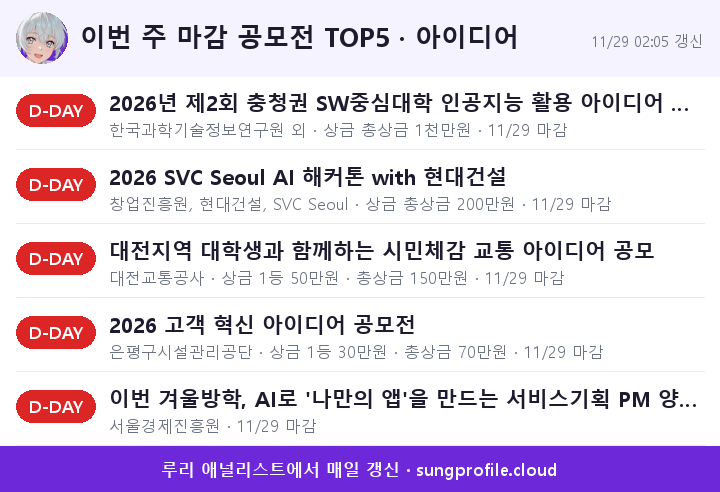 이번 주 마감 공모전 TOP5 · 아이디어
11/29 02:05 갱신
D-DAY
2026년 제2회 충청권 SW중심대학 인공지능 활용 아이디어 ...
한국과학기술정보연구원 외 · 상금 총상금 1천만원 · 11/29 마감
D-DAY
2026 SVC Seoul AI 해커톤 with 현대건설
창업진흥원, 현대건설, SVC Seoul · 상금 총상금 200만원 · 11/29 마감
D-DAY
대전지역 대학생과 함께하는 시민체감 교통 아이디어 공모
대전교통공사 · 상금 1등 50만원 · 총상금 150만원 · 11/29 마감
D-DAY
2026 고객 혁신 아이디어 공모전
은평구시설관리공단 · 상금 1등 30만원 · 총상금 70만원 · 11/29 마감
D-DAY
이번 겨울방학, AI로 '나만의 앱'을 만드는 서비스기획 PM 양...
서울경제진흥원 · 11/29 마감
루리 애널리스트에서 매일 갱신 · sungprofile.cloud